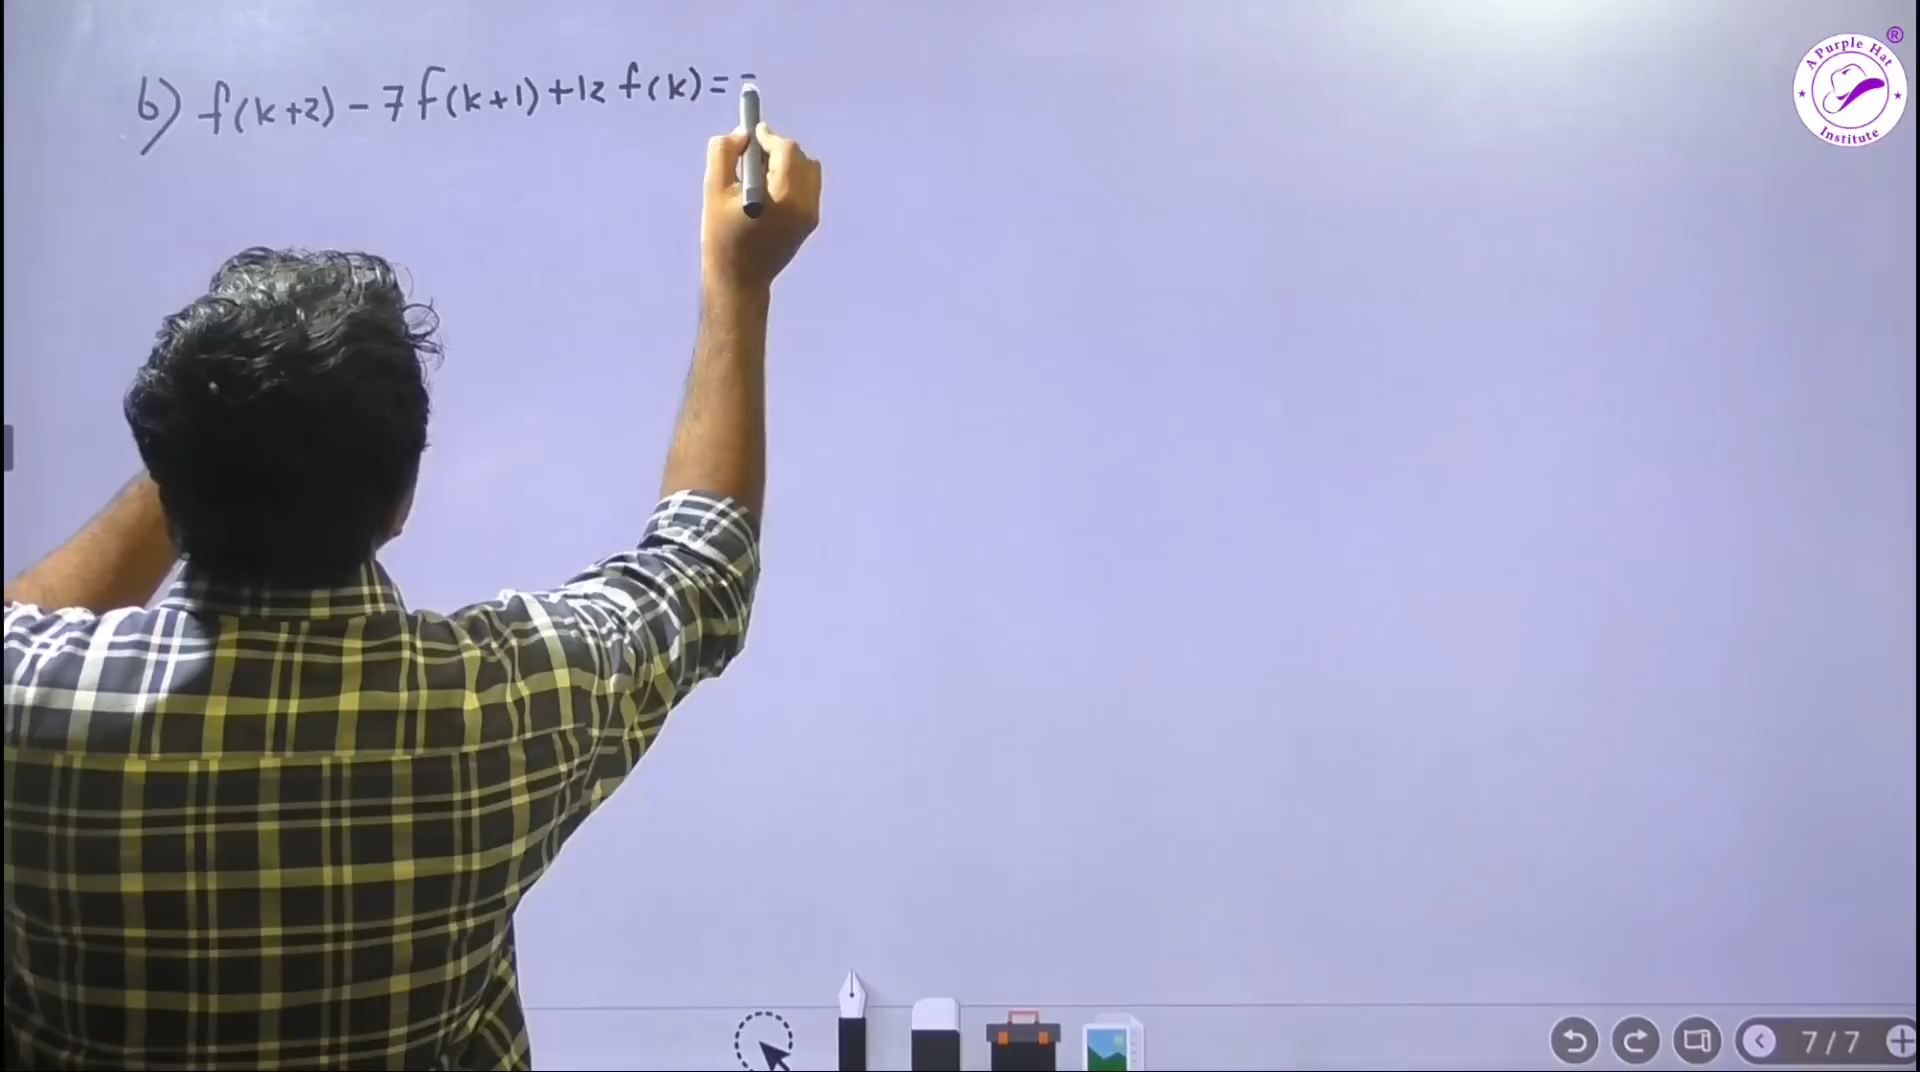 b) f(k+2) - 7f(k+1) + 12 f(k) =
A Purple Hat
Institute
®
7/7